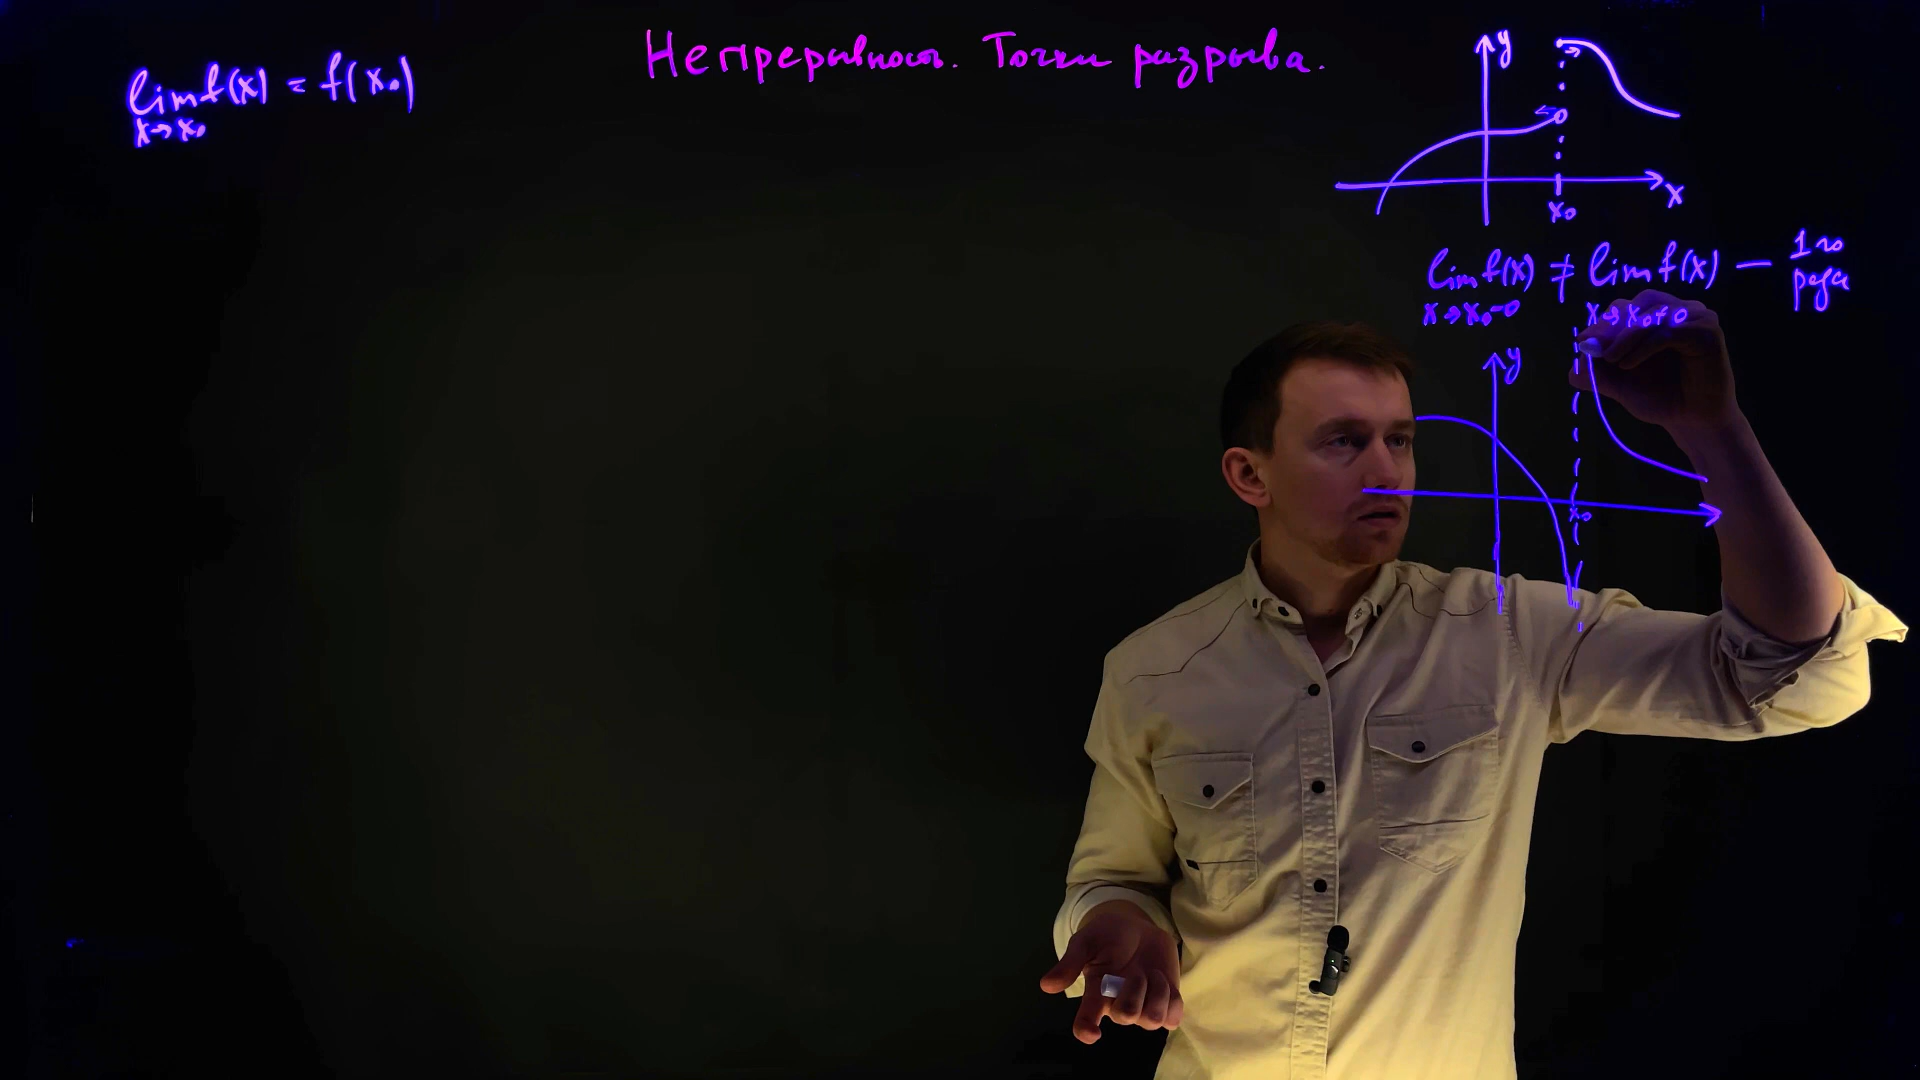 Непрерывность. Точки разрыва.
lim f(x) = f(x₀)
x→x₀
y
x
x₀
lim f(x) ≠ lim f(x) — 1го рода
x→x₀-0 x→x₀+0
y
x₀